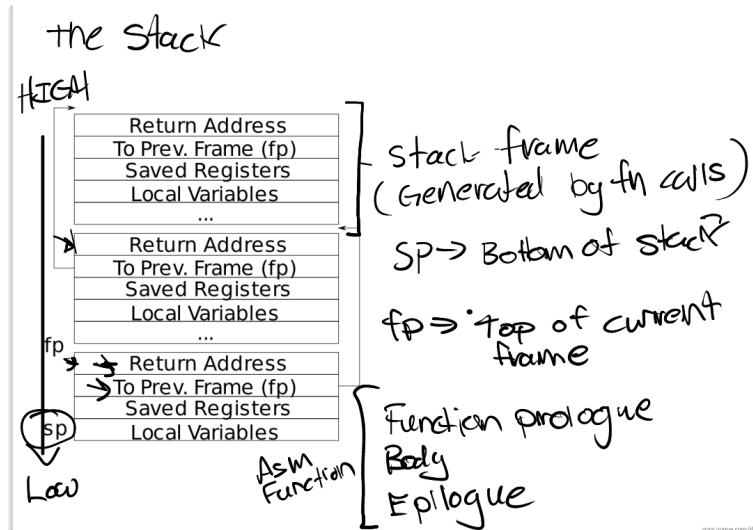 the Stack
HIGH
Return Address
To Prev. Frame (fp)
Saved Registers
Local Variables
...
Return Address
To Prev. Frame (fp)
Saved Registers
Local Variables
...
fp
Return Address
To Prev. Frame (fp)
Saved Registers
sp
Local Variables
Low
Stack frame
(Generated by fn calls)
SP → Bottom of stack
fp → Top of current
frame
Asm
Function
Function prologue
Body
Epilogue